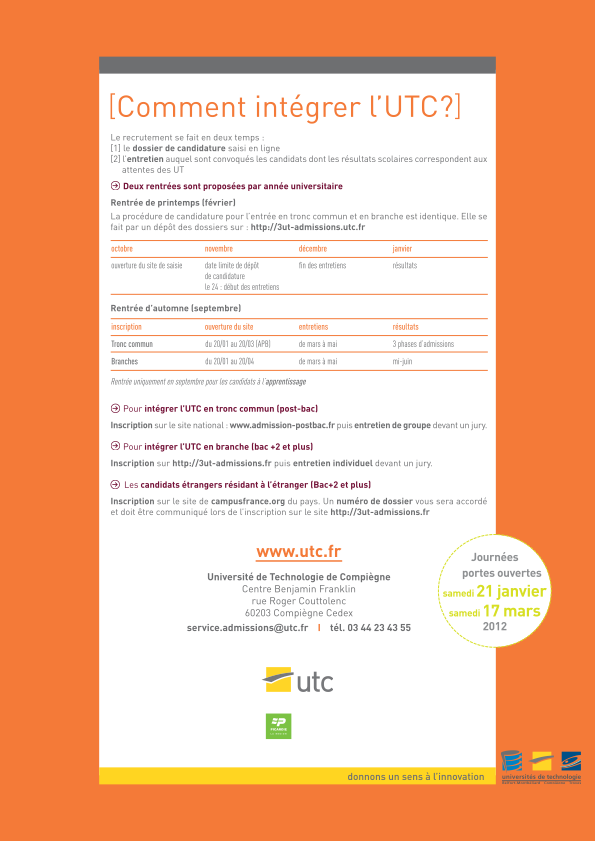 [Comment intégrer l'UTC?]
Le recrutement se fait en deux temps :
[1] le dossier de candidature saisi en ligne
[2] l'entretien auquel sont convoqués les candidats dont les résultats scolaires correspondent aux
attentes des UT
Deux rentrées sont proposées par année universitaire
Rentrée de printemps (février)
La procédure de candidature pour l'entrée en tronc commun et en branche est identique. Elle se
fait par un dépôt des dossiers sur : http://3ut-admissions.utc.fr
octobre novembre décembre janvier
ouverture du site de saisie date limite de dépôt fin des entretiens résultats
de candidature
le 24 : début des entretiens
Rentrée d'automne (septembre)
inscription ouverture du site entretiens résultats
Tronc commun du 20/01 au 20/03 (APB) de mars à mai 3 phases d'admissions
Branches du 20/01 au 20/04 de mars à mai mi-juin
Rentrée uniquement en septembre pour les candidats à l'apprentissage
Pour intégrer l'UTC en tronc commun (post-bac)
Inscription sur le site national : www.admission-postbac.fr puis entretien de groupe devant un jury.
Pour intégrer l'UTC en branche (bac +2 et plus)
Inscription sur http://3ut-admissions.fr puis entretien individuel devant un jury.
Les candidats étrangers résidant à l'étranger (Bac+2 et plus)
Inscription sur le site de campusfrance.org du pays. Un numéro de dossier vous sera accordé
et doit être communiqué lors de l'inscription sur le site http://3ut-admissions.fr
www.utc.fr
Université de Technologie de Compiègne
Centre Benjamin Franklin
rue Roger Couttolenc
60203 Compiègne Cedex
service.admissions@utc.fr I tél. 03 44 23 43 55
Journées
portes ouvertes
samedi 21 janvier
samedi 17 mars
2012
utc
PICARDIE
donnons un sens à l'innovation
universités de technologie